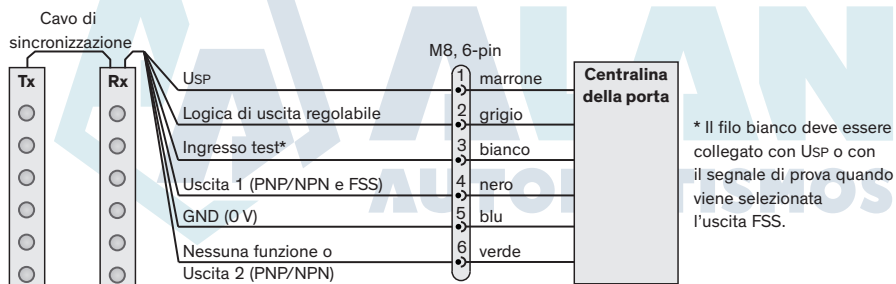 Cavo di
sincronizzazione
M8, 6-pin
Tx
Rx
USP
1
marrone
Centralina
della porta
Logica di uscita regolabile
2
grigio
Ingresso test*
3
bianco
Uscita 1 (PNP/NPN e FSS)
4
nero
GND (0 V)
5
blu
Nessuna funzione o
Uscita 2 (PNP/NPN)
6
verde
* Il filo bianco deve essere
collegato con USP o con
il segnale di prova quando
viene selezionata
l'uscita FSS.